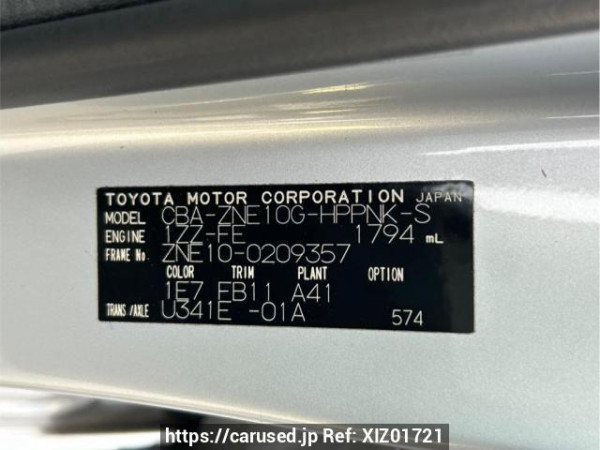 TOYOTA MOTOR CORPORATION JAPAN
MODEL CBA-ZNE10G-HPPNK-S
ENGINE 1ZZ-FE 1794 mL
FRAME No. ZNE10-0209357
COLOR TRIM PLANT OPTION
1E7 EB11 A41
TRANS/AXLE U341E -01A 574
https://carused.jp Ref: XIZ01721